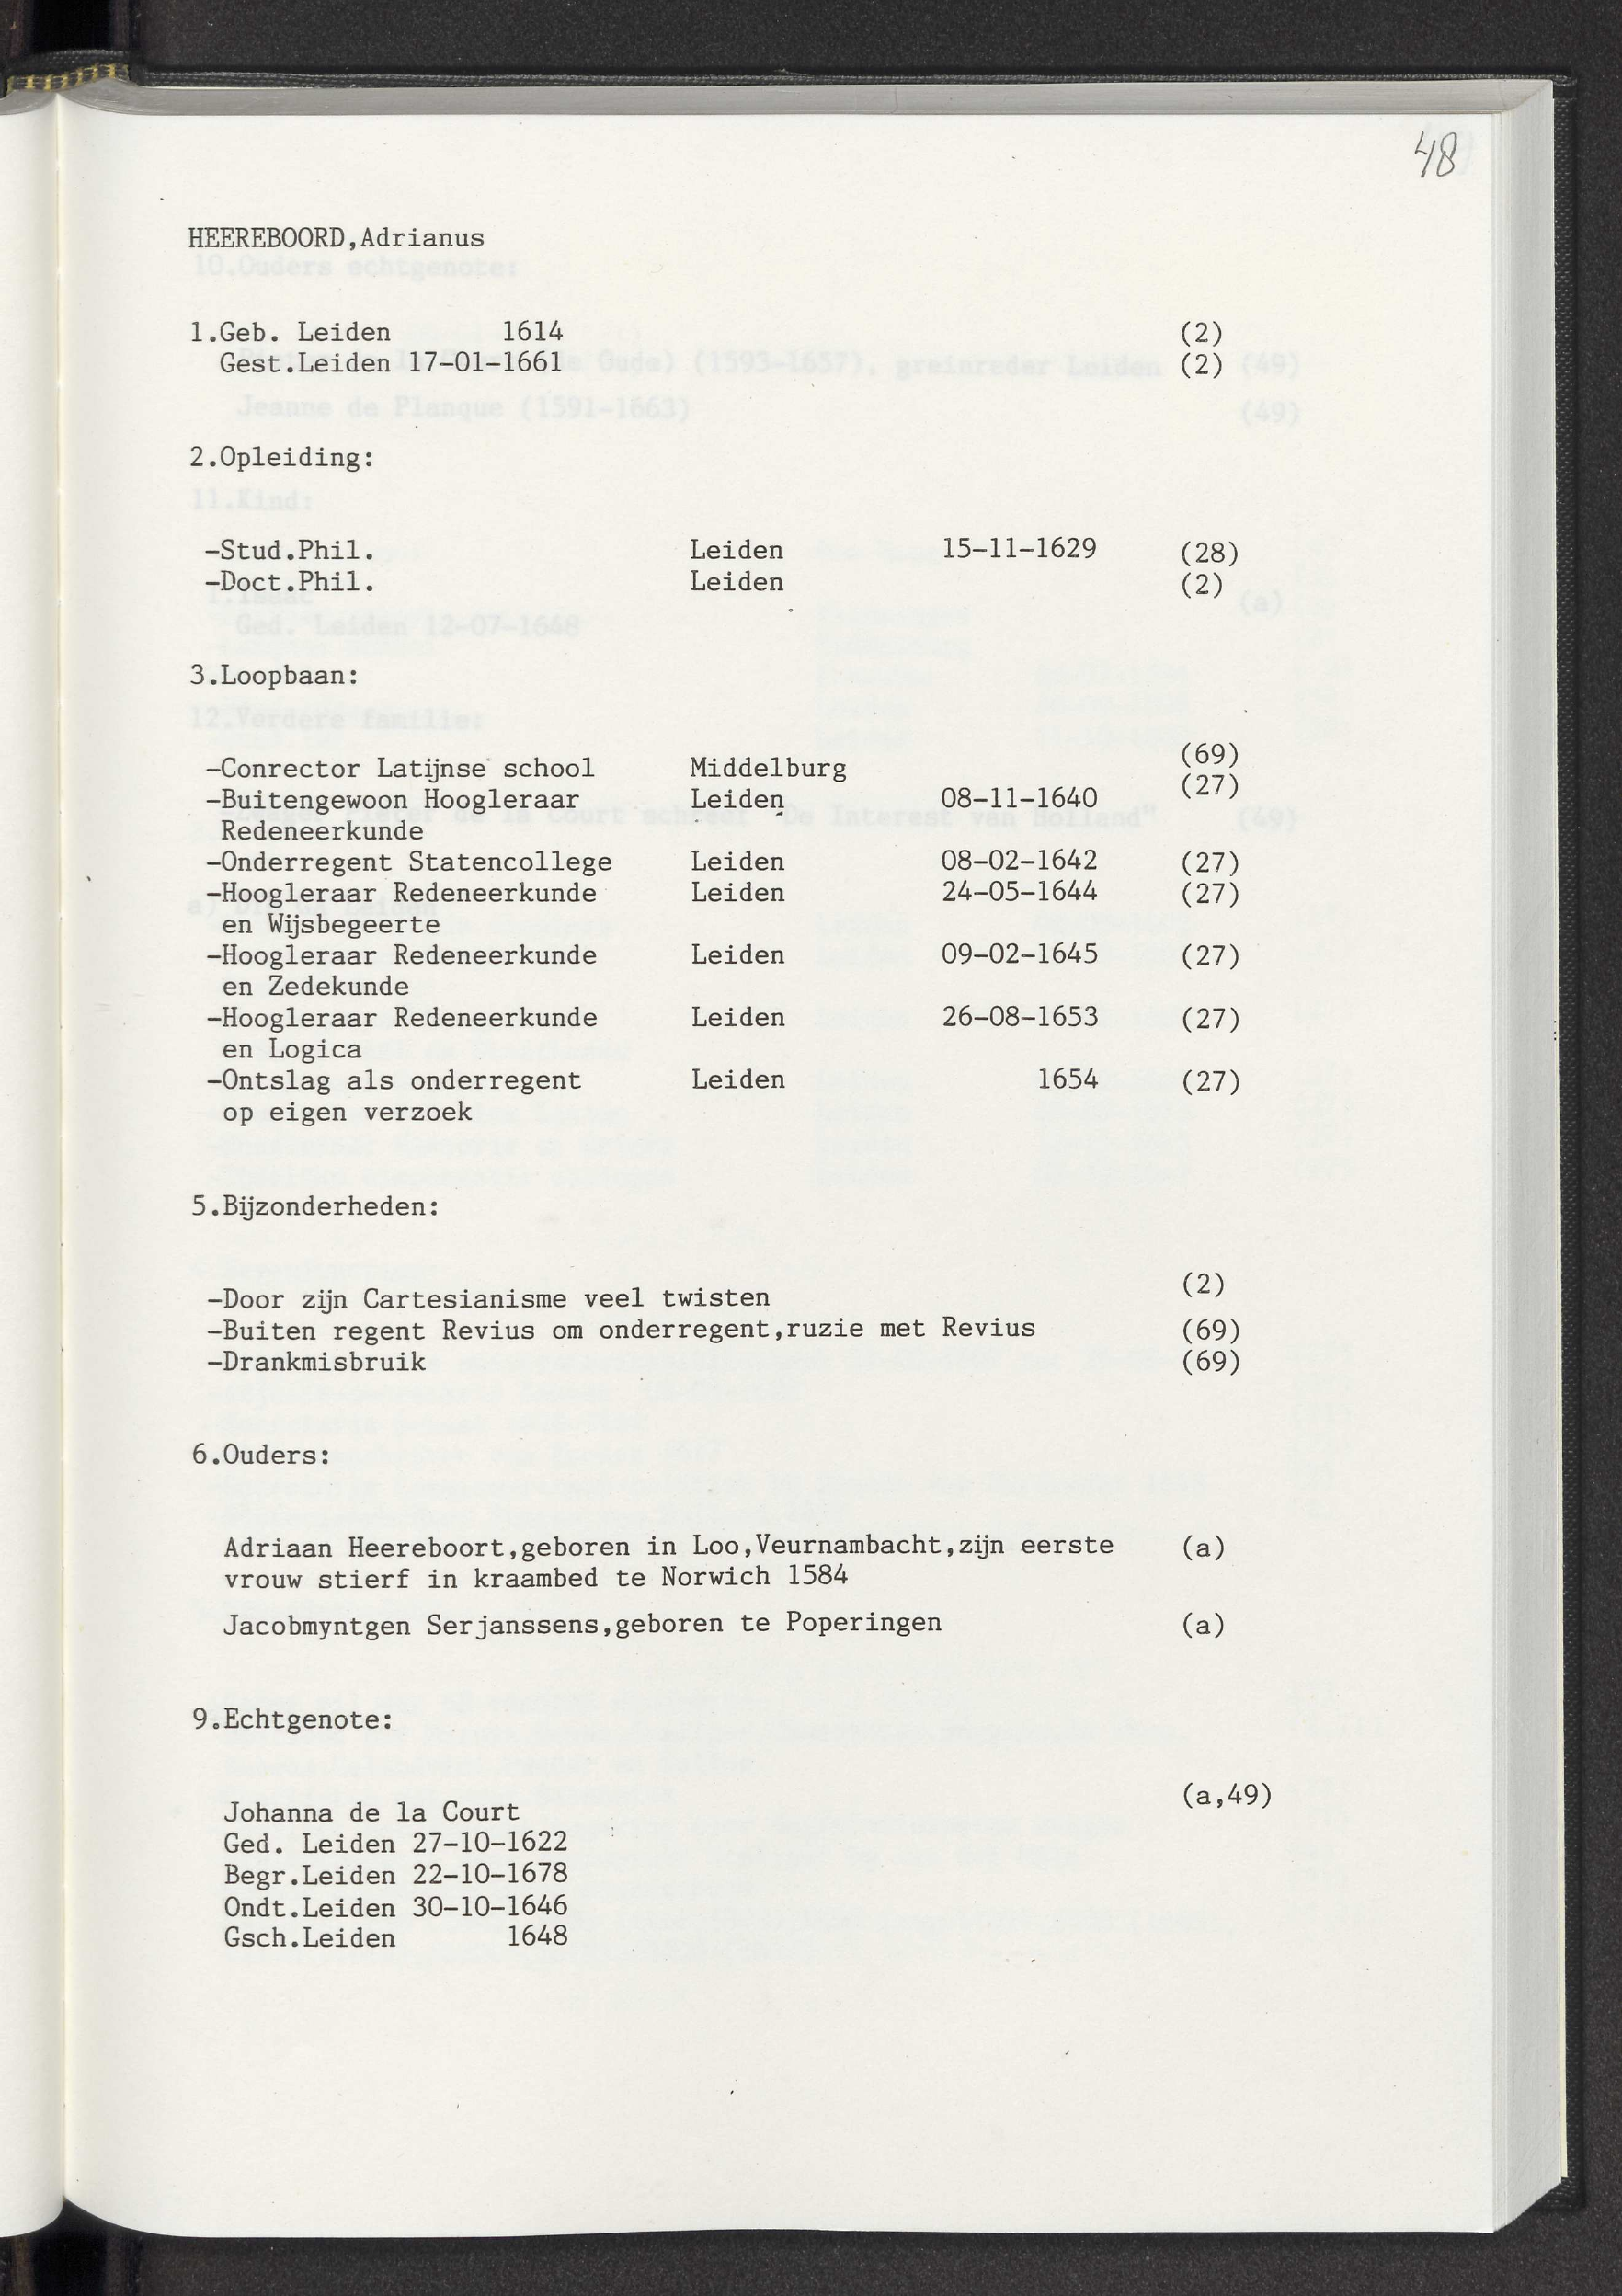 48
HEEREBOORD,Adrianus
1.Geb. Leiden 1614 (2)
Gest.Leiden 17-01-1661 (2)
2.Opleiding:
-Stud.Phil. Leiden 15-11-1629 (28)
-Doct.Phil. Leiden (2)
3.Loopbaan:
-Conrector Latijnse school Middelburg (69)
-Buitengewoon Hoogleraar Leiden 08-11-1640 (27)
Redeneerkunde
-Onderregent Statencollege Leiden 08-02-1642 (27)
-Hoogleraar Redeneerkunde Leiden 24-05-1644 (27)
en Wijsbegeerte
-Hoogleraar Redeneerkunde Leiden 09-02-1645 (27)
en Zedekunde
-Hoogleraar Redeneerkunde Leiden 26-08-1653 (27)
en Logica
-Ontslag als onderregent Leiden 1654 (27)
op eigen verzoek
5.Bijzonderheden:
-Door zijn Cartesianisme veel twisten (2)
-Buiten regent Revius om onderregent,ruzie met Revius (69)
-Drankmisbruik (69)
6.Ouders:
Adriaan Heereboort,geboren in Loo,Veurnambacht,zijn eerste (a)
vrouw stierf in kraambed te Norwich 1584
Jacobmyntgen Serjanssens,geboren te Poperingen (a)
9.Echtgenote:
Johanna de la Court (a,49)
Ged. Leiden 27-10-1622
Begr.Leiden 22-10-1678
Ondt.Leiden 30-10-1646
Gsch.Leiden 1648